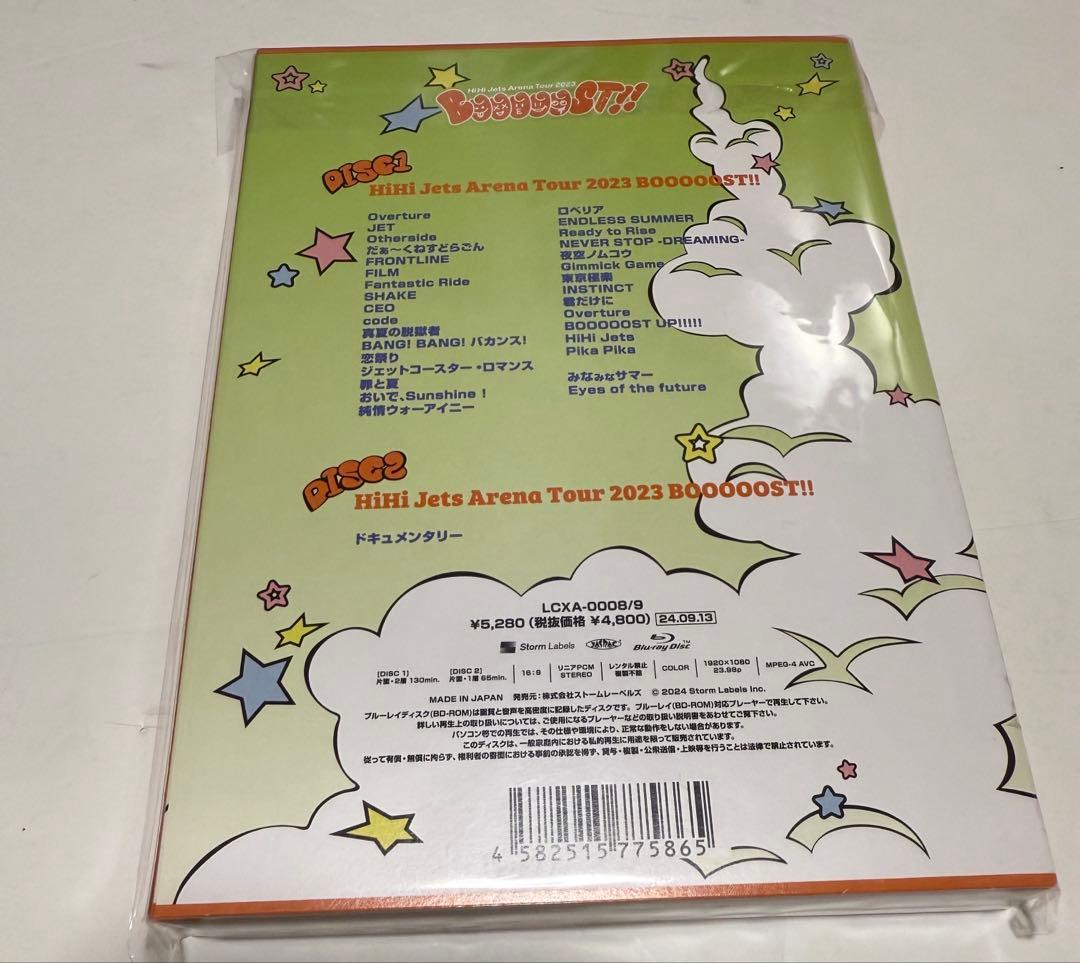 HiHi Jets Arena Tour 2023
BOOOOOST!!
DISC1
HiHi Jets Arena Tour 2023 BOOOOOST!!
Overture
JET
Otherside
だぁ〜くねすどらごん
FRONTLINE
FILM
Fantastic Ride
SHAKE
CEO
code
真夏の脱獄者
BANG! BANG! バカンス!
恋祭り
ジェットコースター・ロマンス
罪と夏
おいで、Sunshine!
純情ウォーアイニー
ロベリア
ENDLESS SUMMER
Ready to Rise
NEVER STOP -DREAMING-
夜空ノムコウ
Gimmick Game
東京極楽
INSTINCT
君だけに
Overture
BOOOOOST UP!!!!!
HiHi Jets
Pika Pika
みなみなサマー
Eyes of the future
DISC2
HiHi Jets Arena Tour 2023 BOOOOOST!!
ドキュメンタリー
LCXA-0008/9
¥5,280 (税抜価格 ¥4,800) 24.09.13
Storm Labels Blu-ray Disc™
[DISC 1] 片面・2層 130min. [DISC 2] 片面・1層 65min. 16:9 リニアPCM STEREO レンタル禁止 複製不能 COLOR 1920×1080 23.98p MPEG-4 AVC
MADE IN JAPAN 発売元:株式会社ストームレーベルズ © 2024 Storm Labels Inc.
ブルーレイディスク(BD-ROM)は画質と音声を高密度に記録したディスクです。ブルーレイ(BD-ROM)対応プレーヤーで再生して下さい。
詳しい再生上の取り扱いについては、ご使用になるプレーヤーなどの取り扱い説明書をあわせてご覧下さい。
パソコン等での再生では、その仕様や環境により、正常な動作をしない場合があります。
このディスクは、一般家庭内における私的再生に用途を限って販売されています。
従って有償・無償に拘らず、権利者の書面における事前の承認を得ず、貸与・複製・公衆送信・上映等を行うことは法律で禁止されています。
4 582515 775865